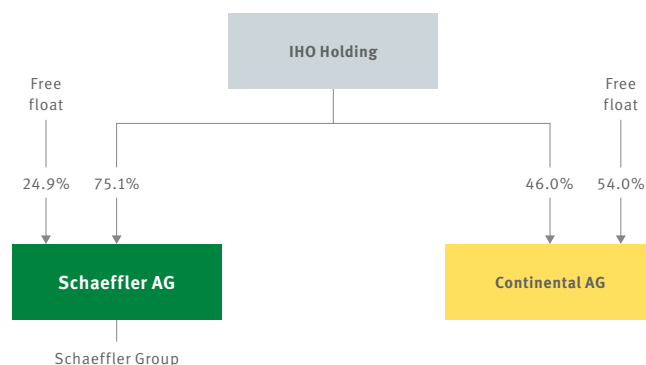 IHO Holding
Free
float
Free
float
24.9%
75.1%
46.0%
54.0%
Schaeffler AG
Continental AG
Schaeffler Group